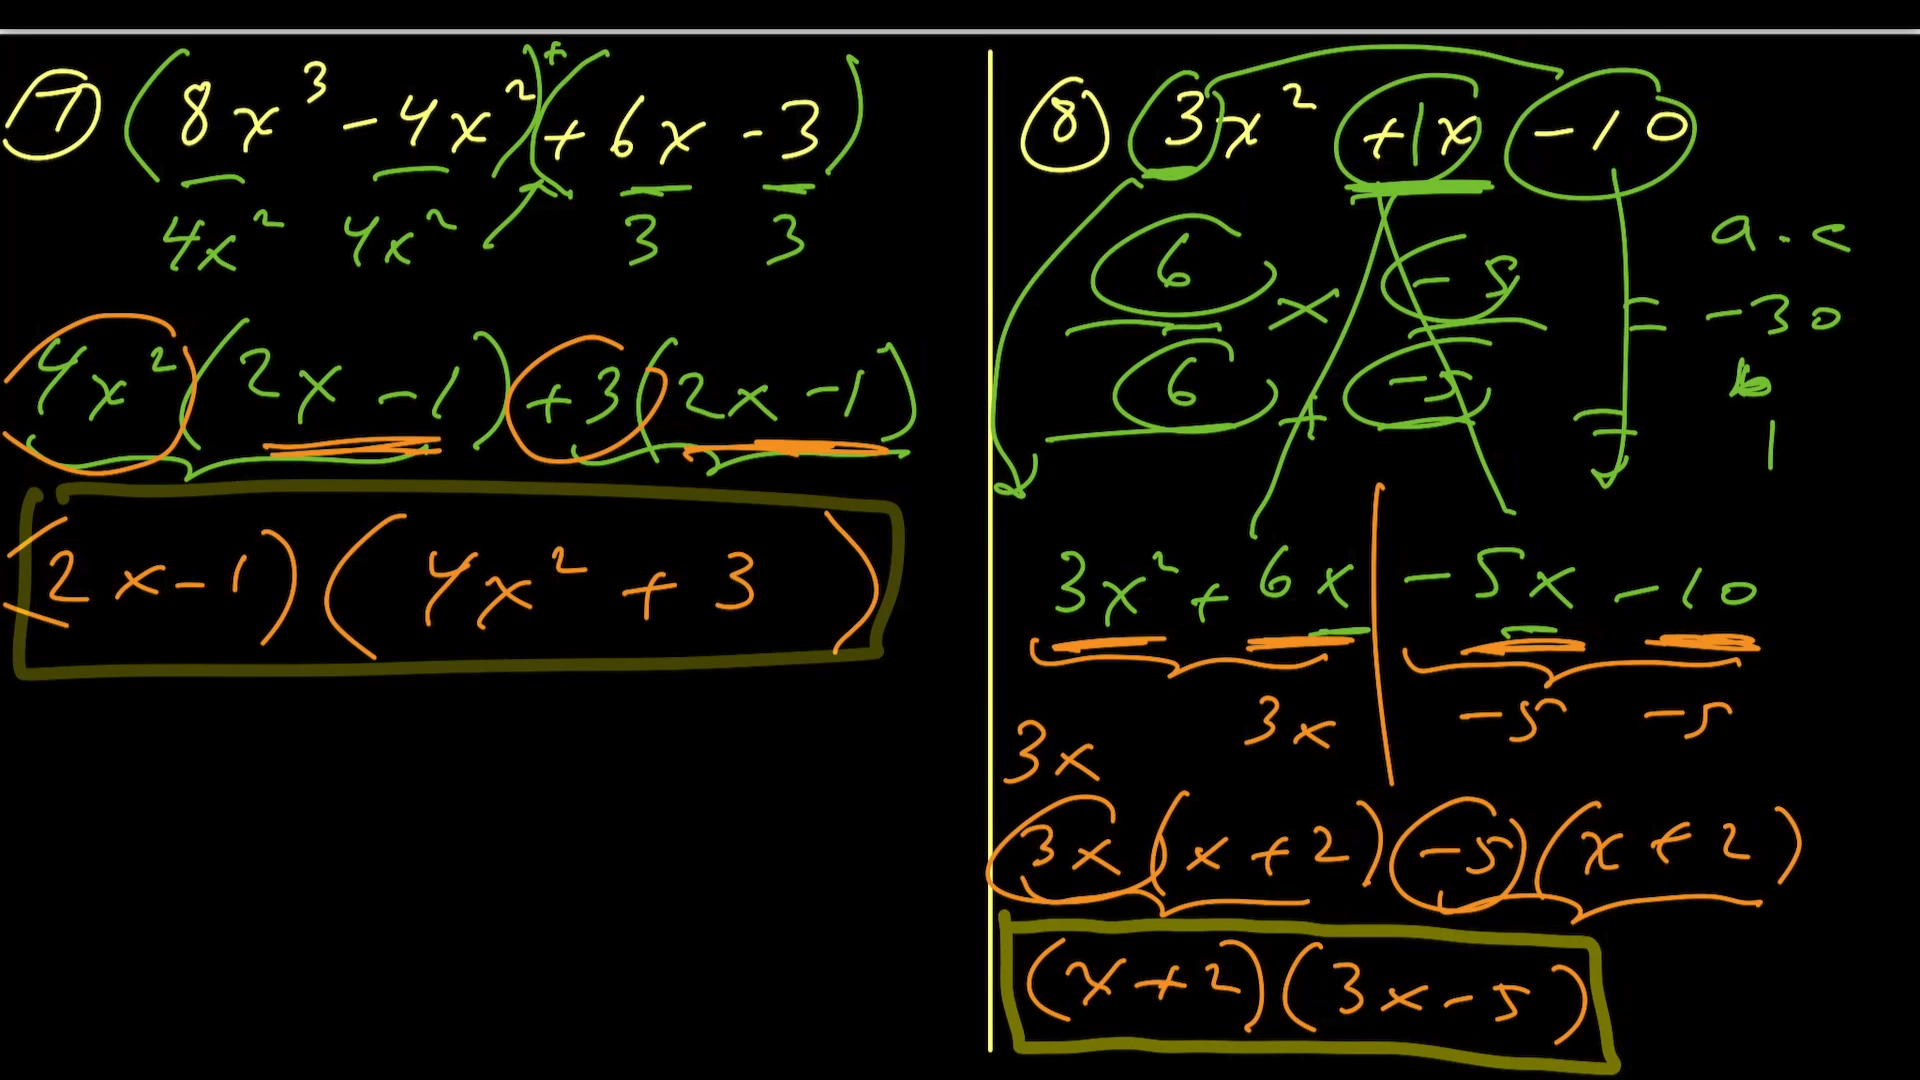 ⑦ (8x³ - 4x²) + (+6x - 3)
4x² 4x² 3 3
4x² (2x - 1) + 3 (2x - 1)
(2x - 1) (4x² + 3)
⑧ 3x² + 1x - 10
a . c
6 × -5 = -30
b
6 + -5 = 1
3x² + 6x - 5x - 10
3x 3x -5 -5
3x (x + 2) -5 (x + 2)
(x + 2) (3x - 5)